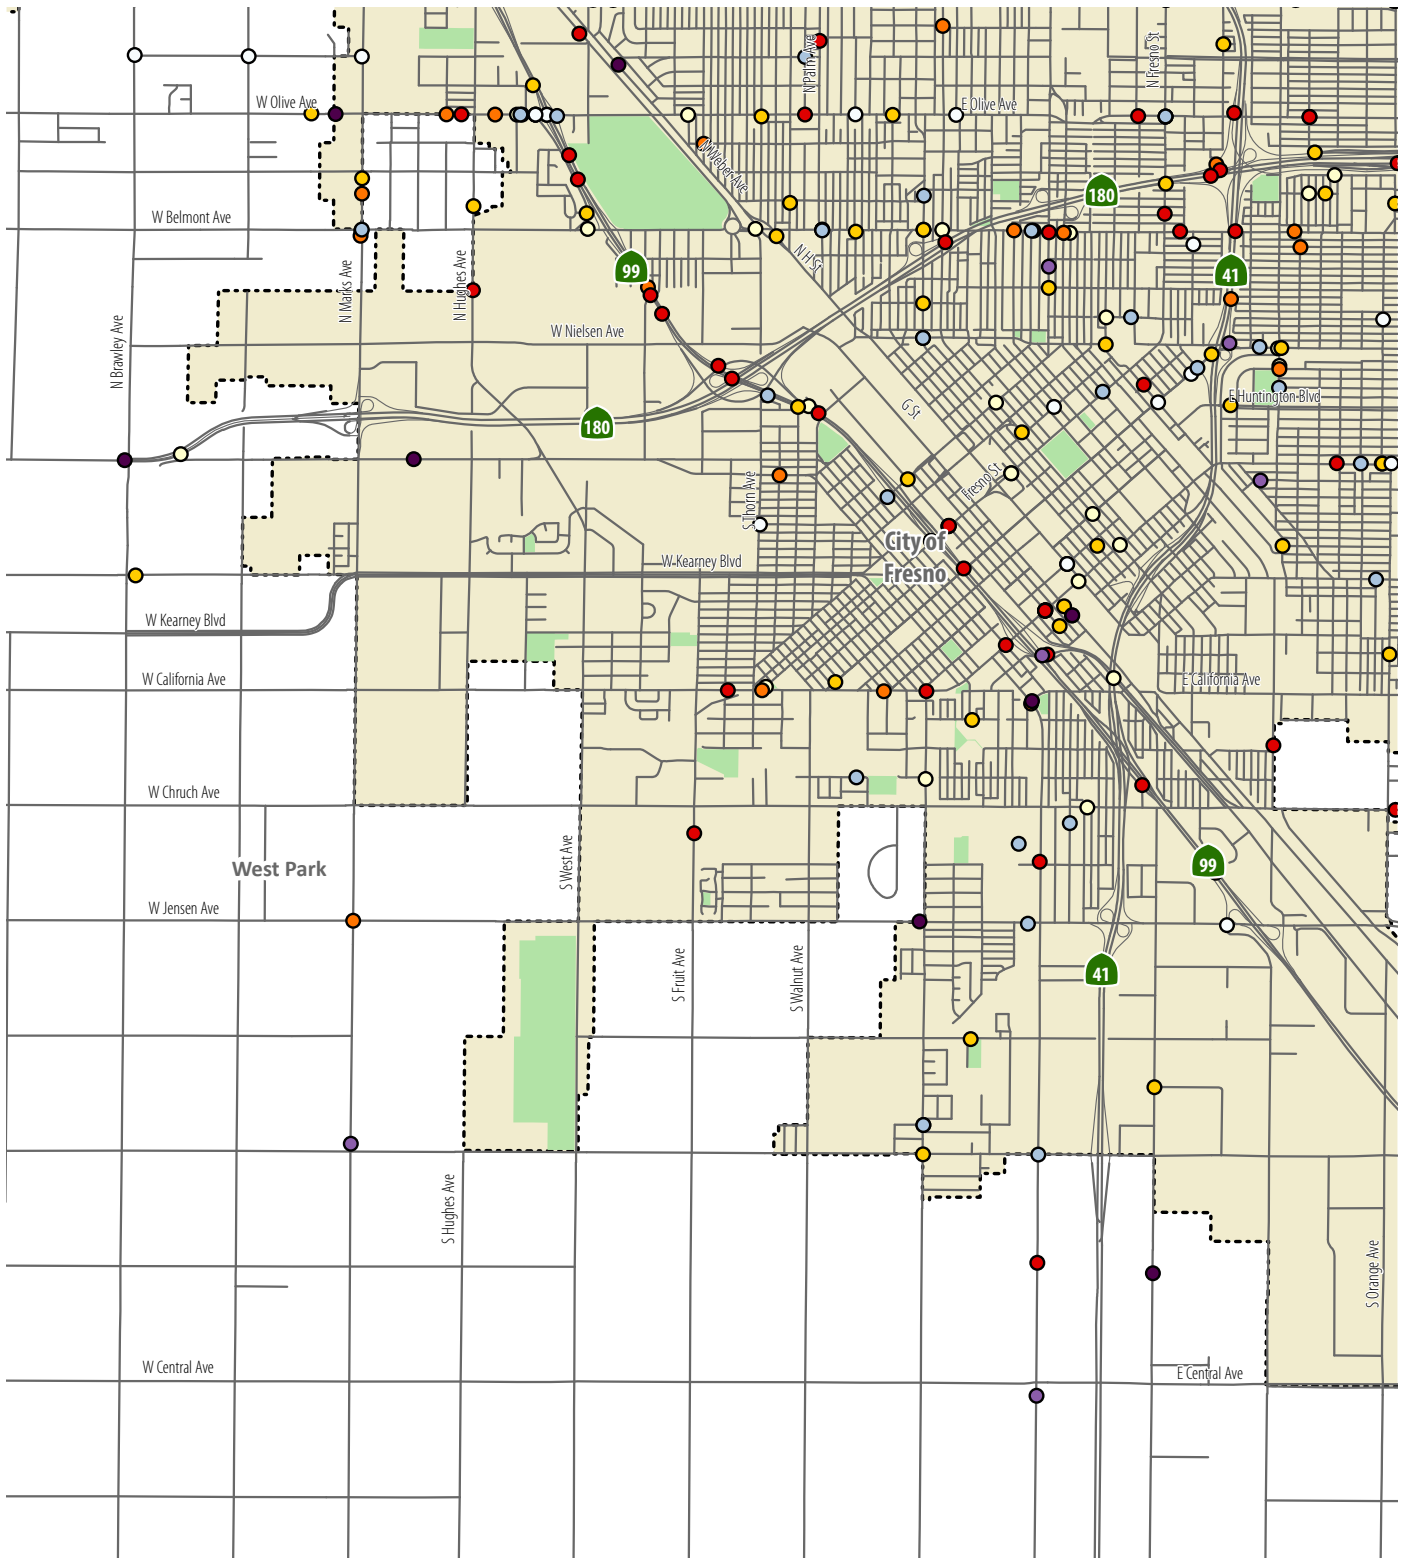 N Palm Ave
N Fresno St
W Olive Ave
E Olive Ave
N Weber Ave
180
W Belmont Ave
N H St
99
41
N Marks Ave
N Hughes Ave
W Nielsen Ave
N Brawley Ave
G St
E Huntington Blvd
180
Fresno St
S Thorn Ave
City of
Fresno
W Kearney Blvd
W Kearney Blvd
W California Ave
E California Ave
W Chruch Ave
West Park
S West Ave
99
W Jensen Ave
S Fruit Ave
S Walnut Ave
41
S Hughes Ave
S Orange Ave
W Central Ave
E Central Ave